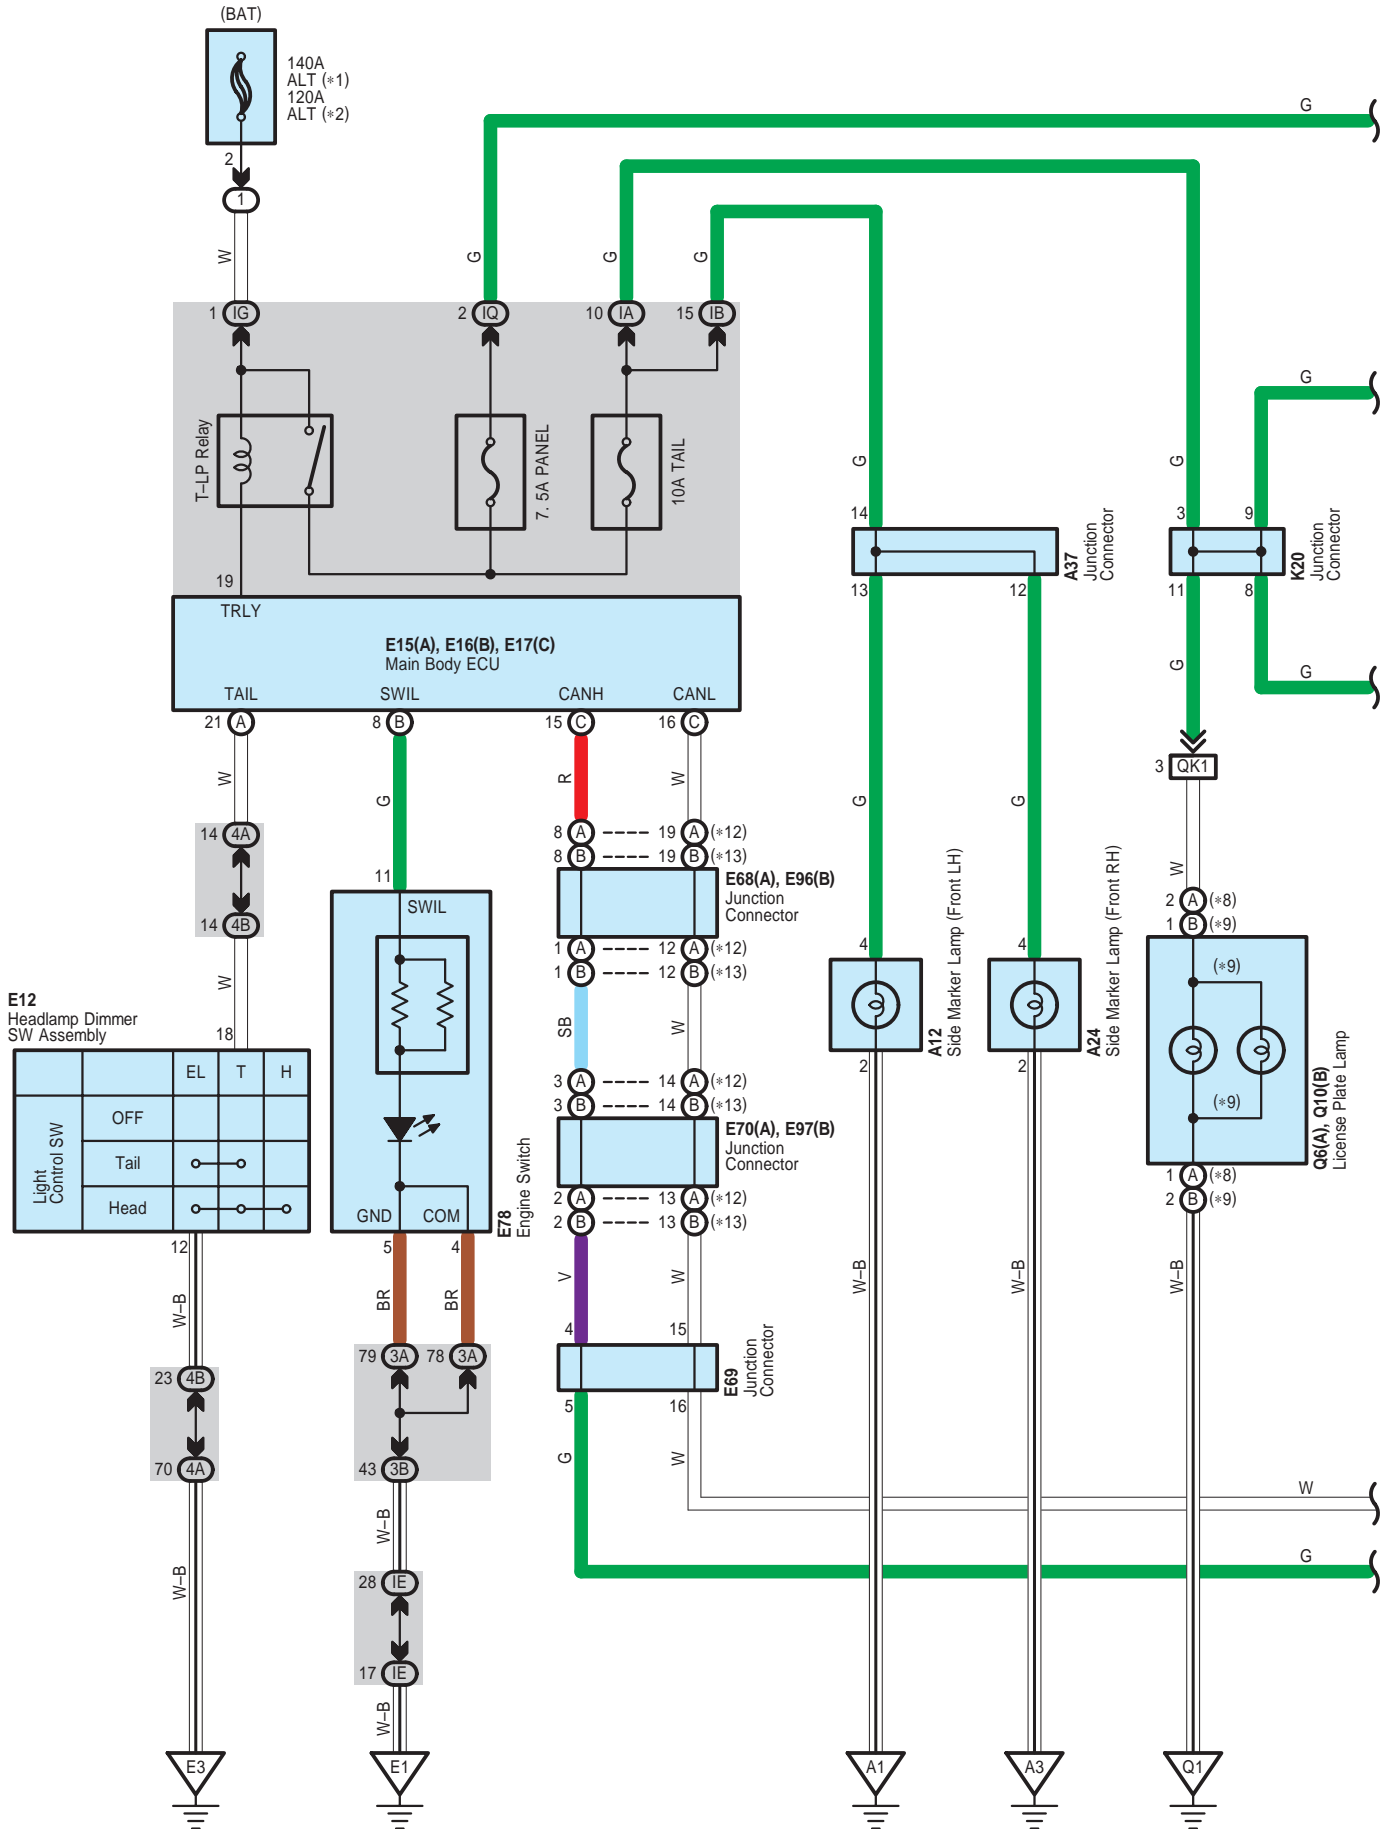 (BAT)
140A
ALT (*1)
120A
ALT (*2)
2
1
W
G
G
G
G
1 IG
2 IQ
10 IA
15 IB
T–LP Relay
7. 5A PANEL
10A TAIL
19
TRLY
E15(A), E16(B), E17(C)
Main Body ECU
TAIL
SWIL
CANH
CANL
21 A
8 B
15 C
16 C
G
G
G
14
3
9
A37
Junction
Connector
K20
Junction
Connector
13
12
11
8
G
G
W
G
R
W
G
G
3 QK1
W
14 4A
14 4B
W
8 A
19 A (*12)
8 B
19 B (*13)
E68(A), E96(B)
Junction
Connector
1 A
12 A (*12)
1 B
12 B (*13)
SB
W
3 A
14 A (*12)
3 B
14 B (*13)
E70(A), E97(B)
Junction
Connector
2 A
13 A (*12)
2 B
13 B (*13)
V
W
4
15
E69
Junction
Connector
5
16
G
W
W
G
11
SWIL
GND
COM
E78
Engine Switch
5
4
BR
BR
79 3A
78 3A
43 3B
W–B
28 IE
17 IE
W–B
E1
E12
Headlamp Dimmer
SW Assembly
18
EL
T
H
Light
Control SW
OFF
Tail
Head
12
W–B
23 4B
70 4A
W–B
E3
4
A12
Side Marker Lamp (Front LH)
2
W–B
A1
4
A24
Side Marker Lamp (Front RH)
2
W–B
A3
2 A (*8)
1 B (*9)
(*9)
(*9)
Q6(A), Q10(B)
License Plate Lamp
1 A (*8)
2 B (*9)
W–B
Q1